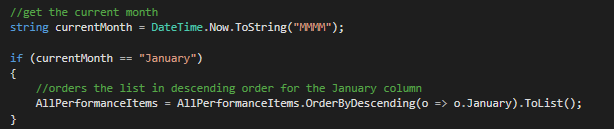 //get the current month
string currentMonth = DateTime.Now.ToString("MMMM");
if (currentMonth == "January")
{
//orders the list in descending order for the January column
AllPerformanceItems = AllPerformanceItems.OrderByDescending(o => o.January).ToList();
}